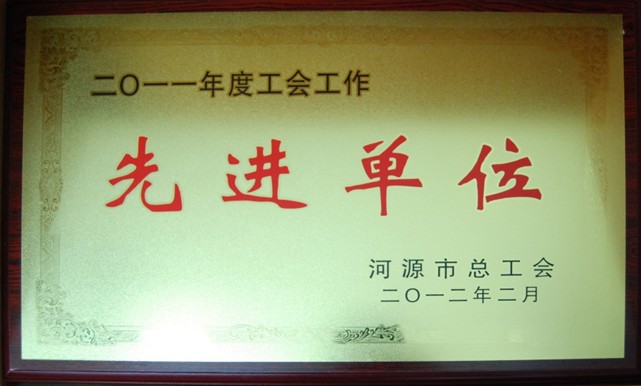 二〇一一年度工会工作
先进单位
河源市总工会
二〇一二年二月